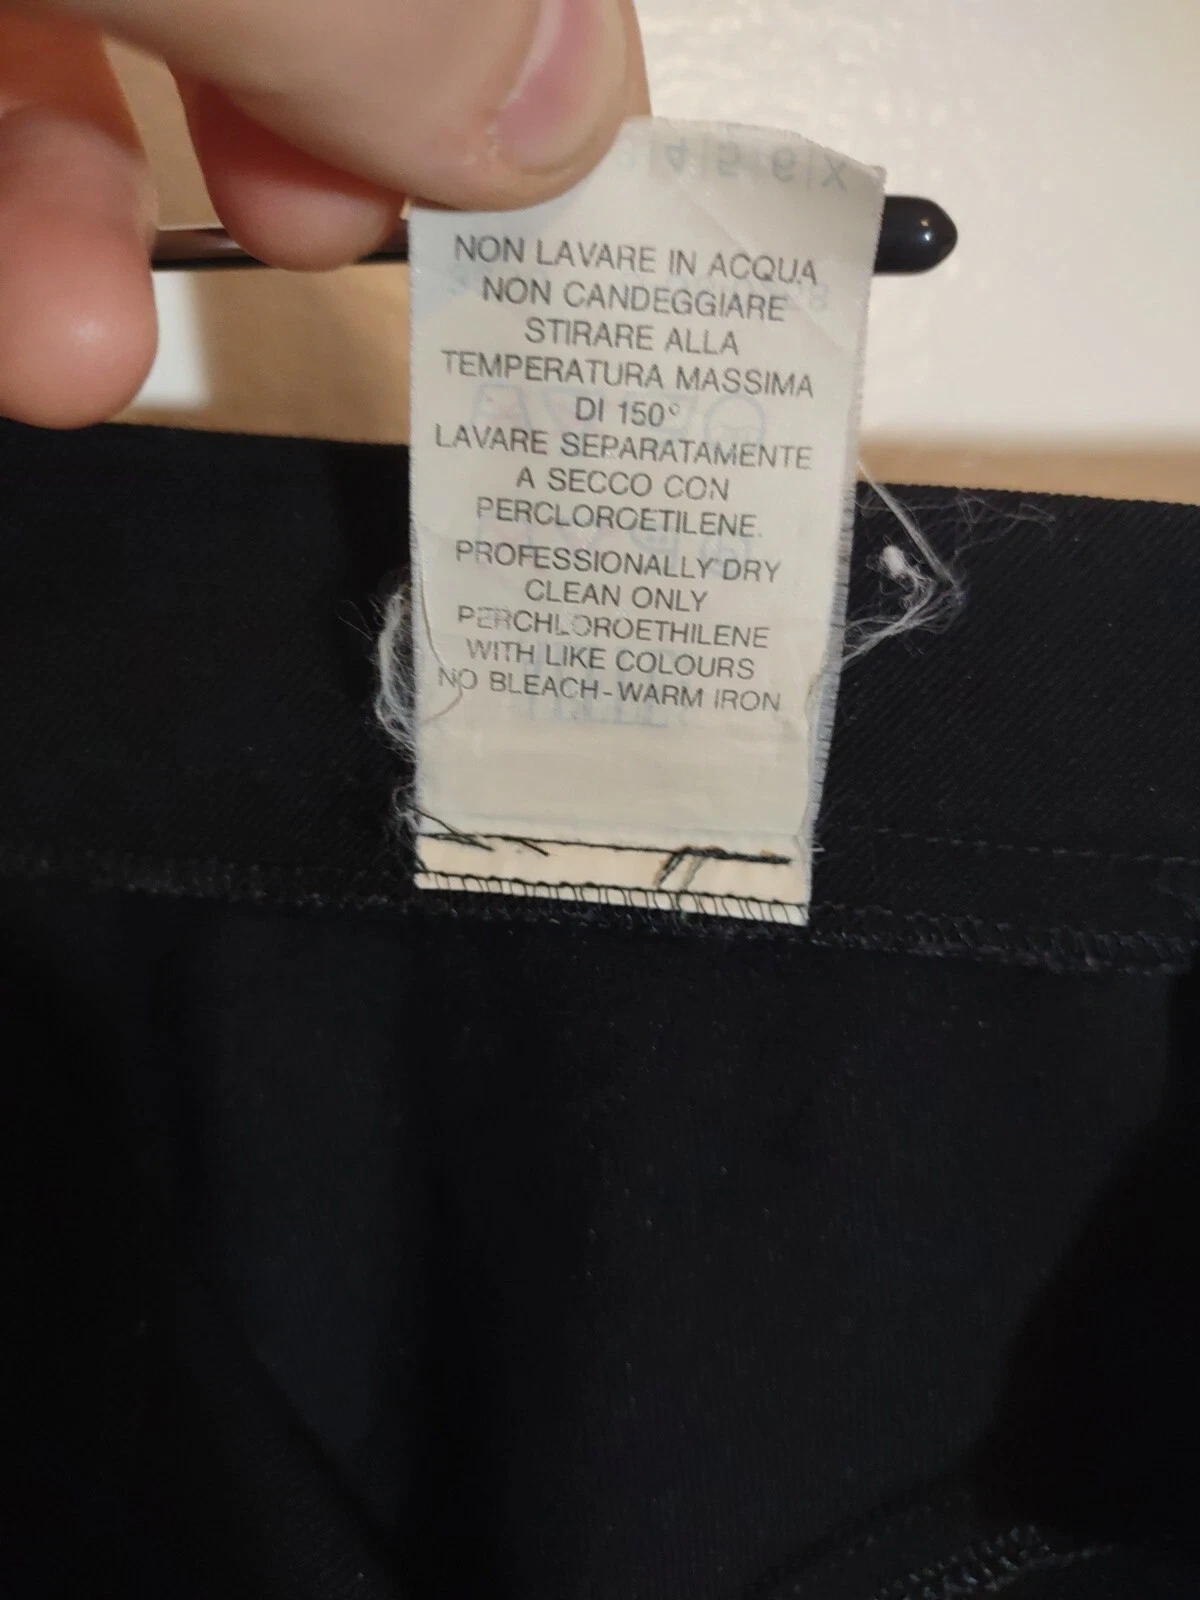 NON LAVARE IN ACQUA
NON CANDEGGIARE
STIRARE ALLA
TEMPERATURA MASSIMA
DI 150°
LAVARE SEPARATAMENTE
A SECCO CON
PERCLOROETILENE.
PROFESSIONALLY DRY
CLEAN ONLY
PERCHLOROETHILENE
WITH LIKE COLOURS
NO BLEACH-WARM IRON